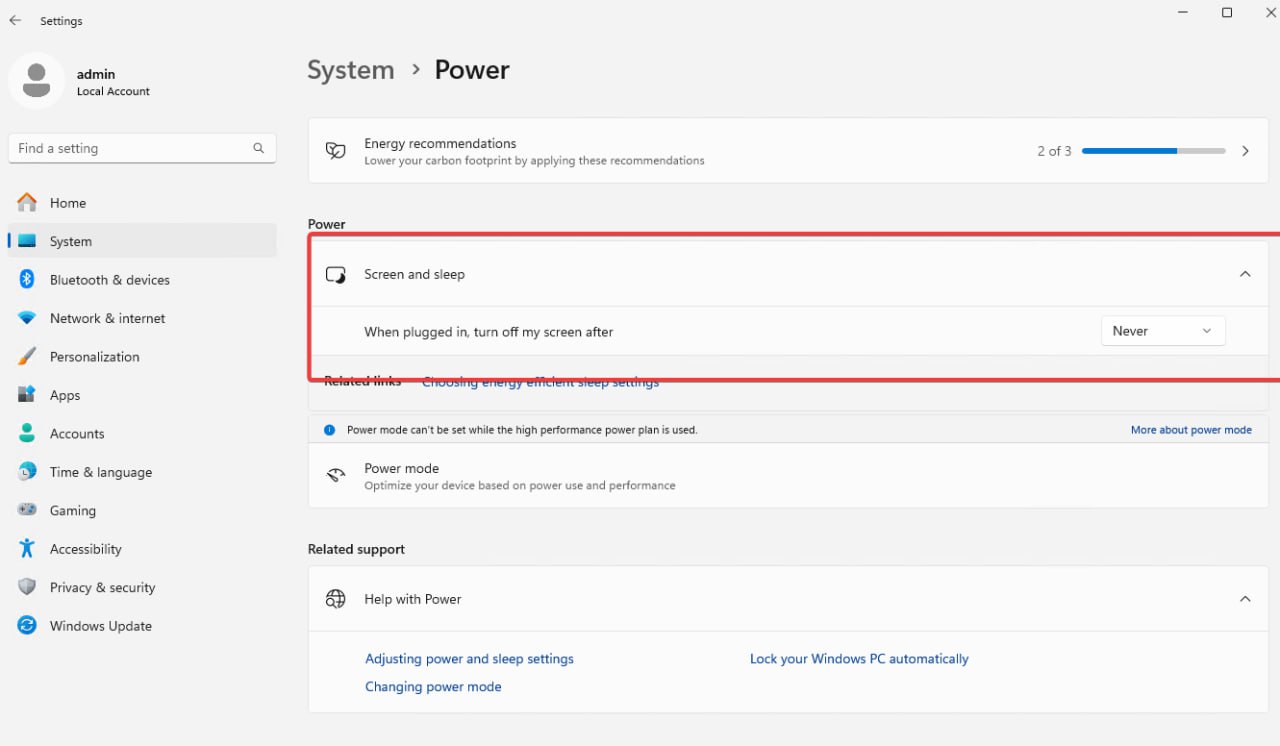 Settings
admin
Local Account
Find a setting
Home
System
Bluetooth & devices
Network & internet
Personalization
Apps
Accounts
Time & language
Gaming
Accessibility
Privacy & security
Windows Update
System › Power
Energy recommendations
Lower your carbon footprint by applying these recommendations
2 of 3
Power
Screen and sleep
When plugged in, turn off my screen after
Never
Related links Choosing energy efficient sleep settings
Power mode can't be set while the high performance power plan is used.
More about power mode
Power mode
Optimize your device based on power use and performance
Related support
Help with Power
Adjusting power and sleep settings
Lock your Windows PC automatically
Changing power mode